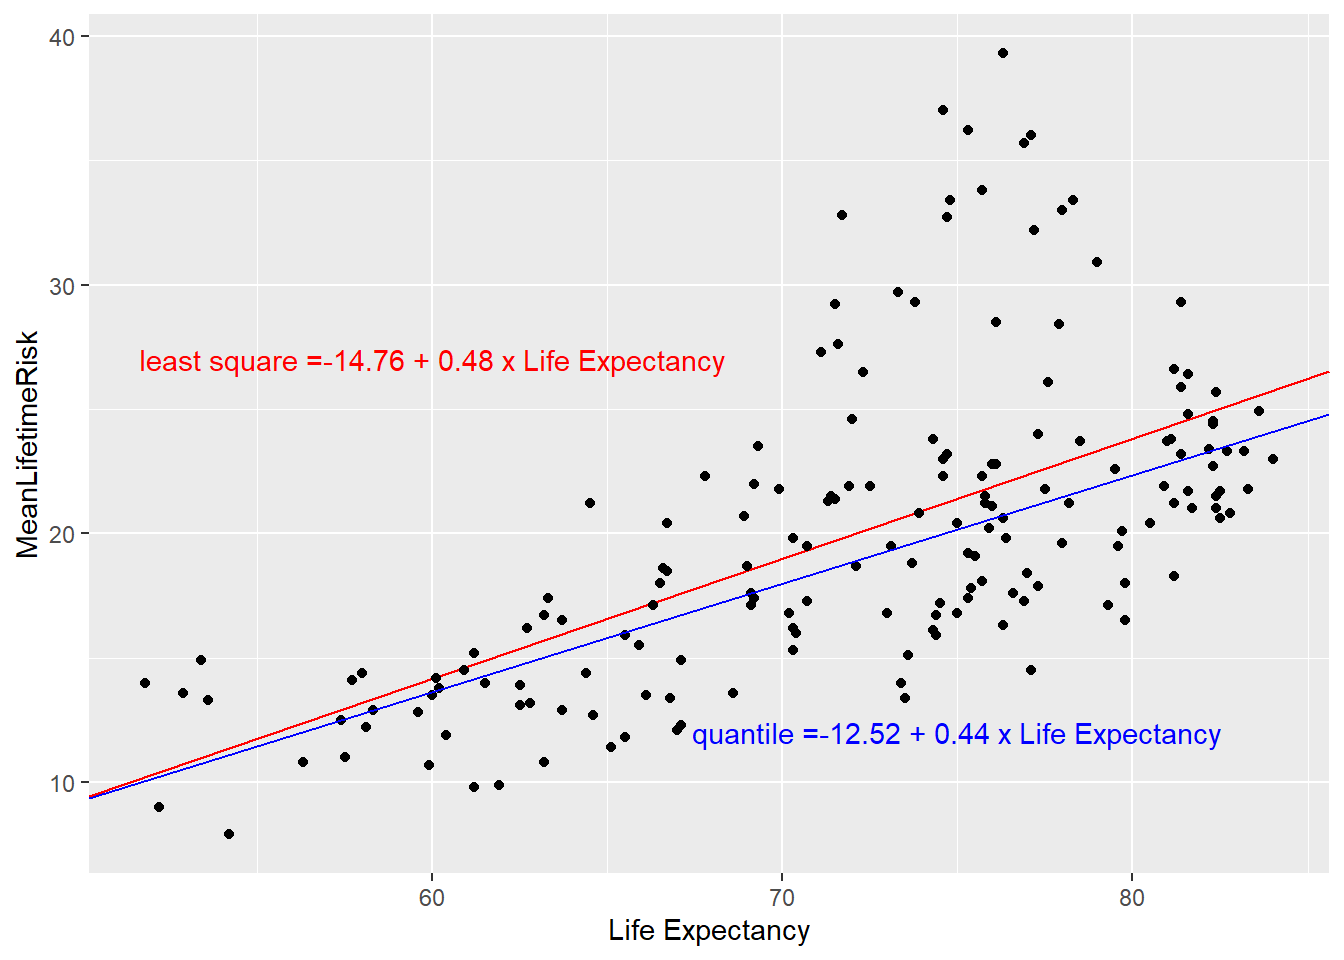 40
30
20
10
MeanLifetimeRisk
least square =-14.76 + 0.48 x Life Expectancy
quantile =-12.52 + 0.44 x Life Expectancy
60
70
80
Life Expectancy